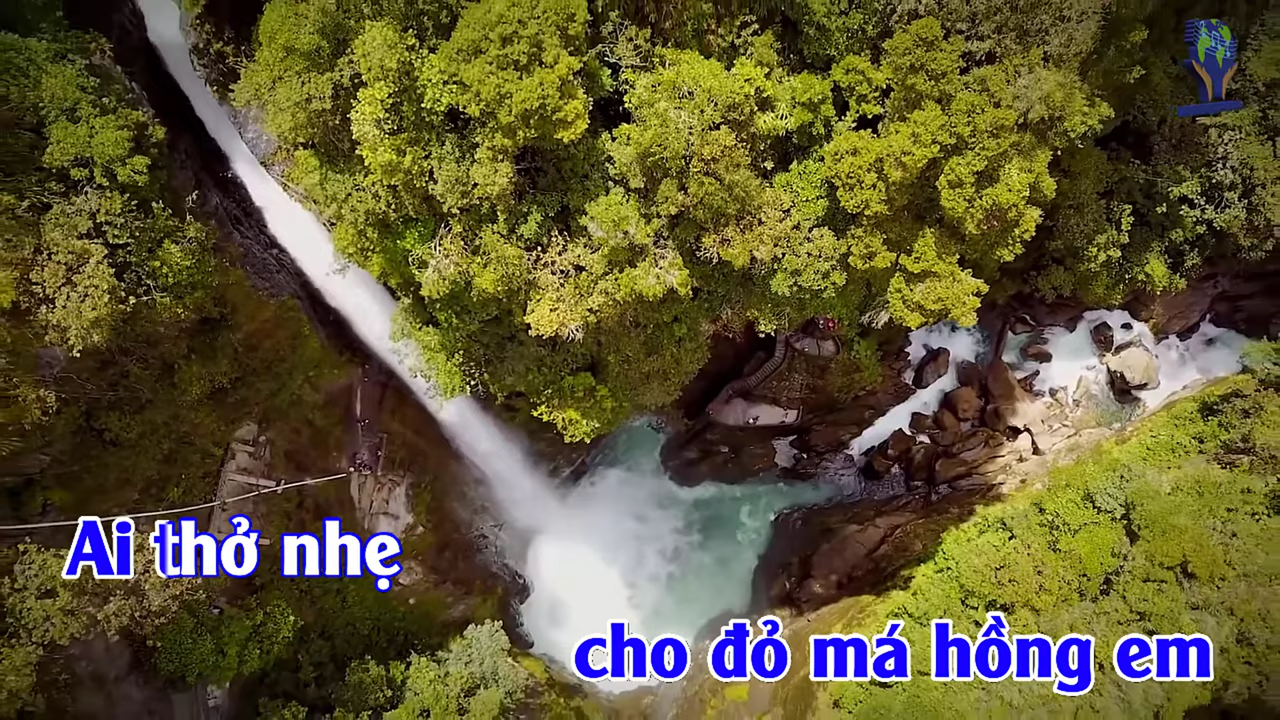 Ai thở nhẹ
cho đỏ má hồng em